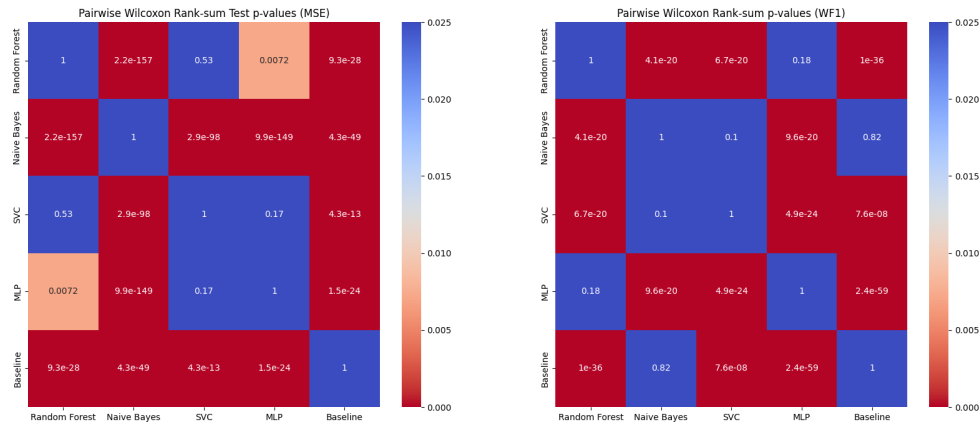 Pairwise Wilcoxon Rank-sum Test p-values (MSE)
Random Forest 1 2.2e-157 0.53 0.0072 9.3e-28
Naive Bayes 2.2e-157 1 2.9e-98 9.9e-149 4.3e-49
SVC 0.53 2.9e-98 1 0.17 4.3e-13
MLP 0.0072 9.9e-149 0.17 1 1.5e-24
Baseline 9.3e-28 4.3e-49 4.3e-13 1.5e-24 1
Random Forest Naive Bayes SVC MLP Baseline
0.025
0.020
0.015
0.010
0.005
0.000
Pairwise Wilcoxon Rank-sum p-values (WF1)
Random Forest 1 4.1e-20 6.7e-20 0.18 1e-36
Naive Bayes 4.1e-20 1 0.1 9.6e-20 0.82
SVC 6.7e-20 0.1 1 4.9e-24 7.6e-08
MLP 0.18 9.6e-20 4.9e-24 1 2.4e-59
Baseline 1e-36 0.82 7.6e-08 2.4e-59 1
Random Forest Naive Bayes SVC MLP Baseline
0.025
0.020
0.015
0.010
0.005
0.000